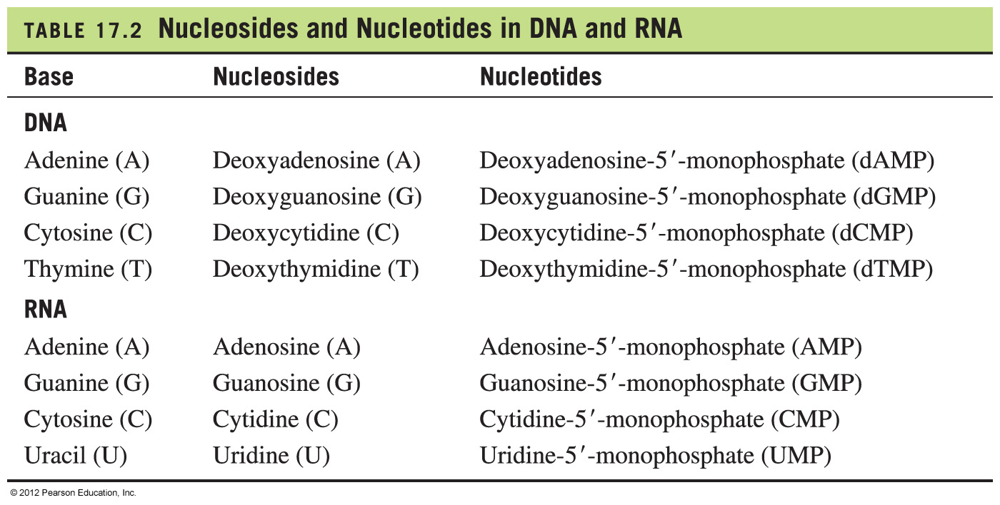 TABLE 17.2 Nucleosides and Nucleotides in DNA and RNA
Base Nucleosides Nucleotides
DNA
Adenine (A) Deoxyadenosine (A) Deoxyadenosine-5′-monophosphate (dAMP)
Guanine (G) Deoxyguanosine (G) Deoxyguanosine-5′-monophosphate (dGMP)
Cytosine (C) Deoxycytidine (C) Deoxycytidine-5′-monophosphate (dCMP)
Thymine (T) Deoxythymidine (T) Deoxythymidine-5′-monophosphate (dTMP)
RNA
Adenine (A) Adenosine (A) Adenosine-5′-monophosphate (AMP)
Guanine (G) Guanosine (G) Guanosine-5′-monophosphate (GMP)
Cytosine (C) Cytidine (C) Cytidine-5′-monophosphate (CMP)
Uracil (U) Uridine (U) Uridine-5′-monophosphate (UMP)
© 2012 Pearson Education, Inc.